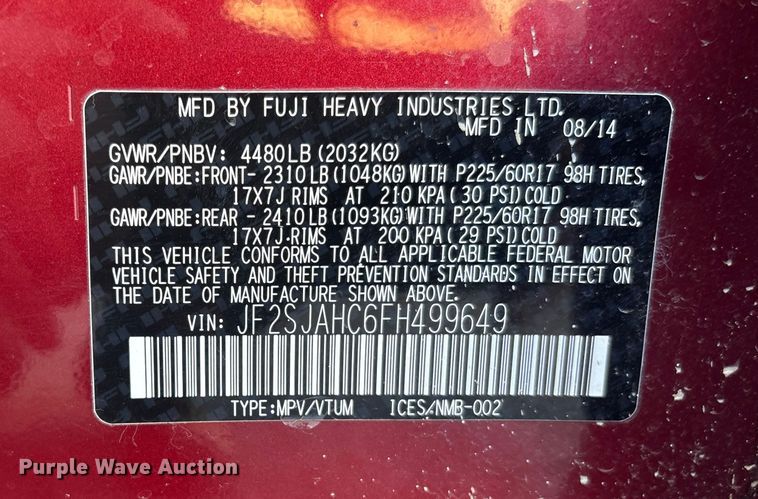 MFD BY FUJI HEAVY INDUSTRIES LTD.
MFD IN 08/14
GVWR/PNBV: 4480LB (2032KG)
GAWR/PNBE:FRONT- 2310LB (1048KG) WITH P225/60R17 98H TIRES,
17X7J RIMS AT 210 KPA ( 30 PSI) COLD
GAWR/PNBE:REAR - 2410LB (1093KG) WITH P225/60R17 98H TIRES,
17X7J RIMS AT 200 KPA ( 29 PSI) COLD
THIS VEHICLE CONFORMS TO ALL APPLICABLE FEDERAL MOTOR
VEHICLE SAFETY AND THEFT PREVENTION STANDARDS IN EFFECT ON
THE DATE OF MANUFACTURE SHOWN ABOVE.
VIN: JF2SJAHC6FH499649
TYPE:MPV/VTUM ICES/NMB-002
Purple Wave Auction